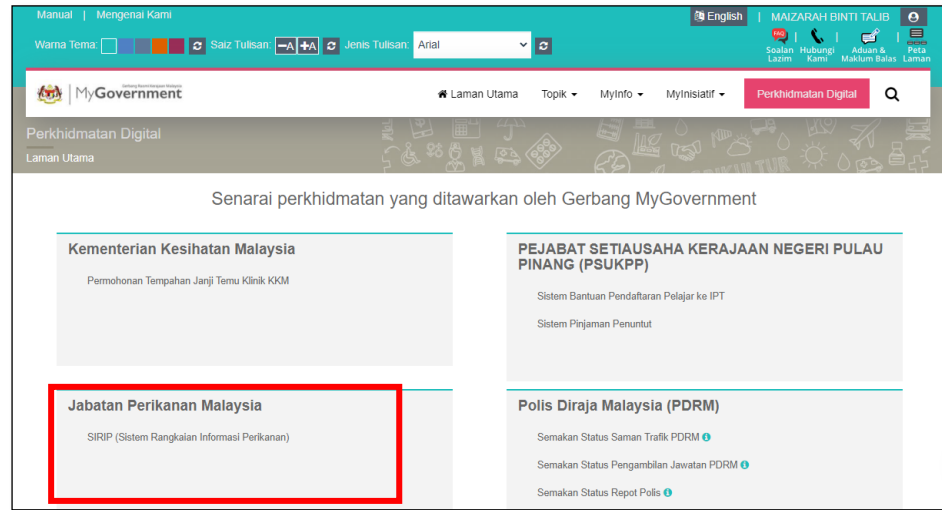 Manual | Mengenai Kami
English | MAIZARAH BINTI TALIB
Warna Tema: Saiz Tulisan: -A +A Jenis Tulisan: Arial
FAQ
Soalan Lazim | Hubungi Kami | Aduan & Maklum Balas | Peta Laman
MyGovernment
Laman Utama Topik MyInfo MyInisiatif Perkhidmatan Digital
Perkhidmatan Digital
Laman Utama
Senarai perkhidmatan yang ditawarkan oleh Gerbang MyGovernment
Kementerian Kesihatan Malaysia
Permohonan Tempahan Janji Temu Klinik KKM
PEJABAT SETIAUSAHA KERAJAAN NEGERI PULAU
PINANG (PSUKPP)
Sistem Bantuan Pendaftaran Pelajar ke IPT
Sistem Pinjaman Penuntut
Jabatan Perikanan Malaysia
SIRIP (Sistem Rangkaian Informasi Perikanan)
Polis Diraja Malaysia (PDRM)
Semakan Status Saman Trafik PDRM
Semakan Status Pengambilan Jawatan PDRM
Semakan Status Repot Polis